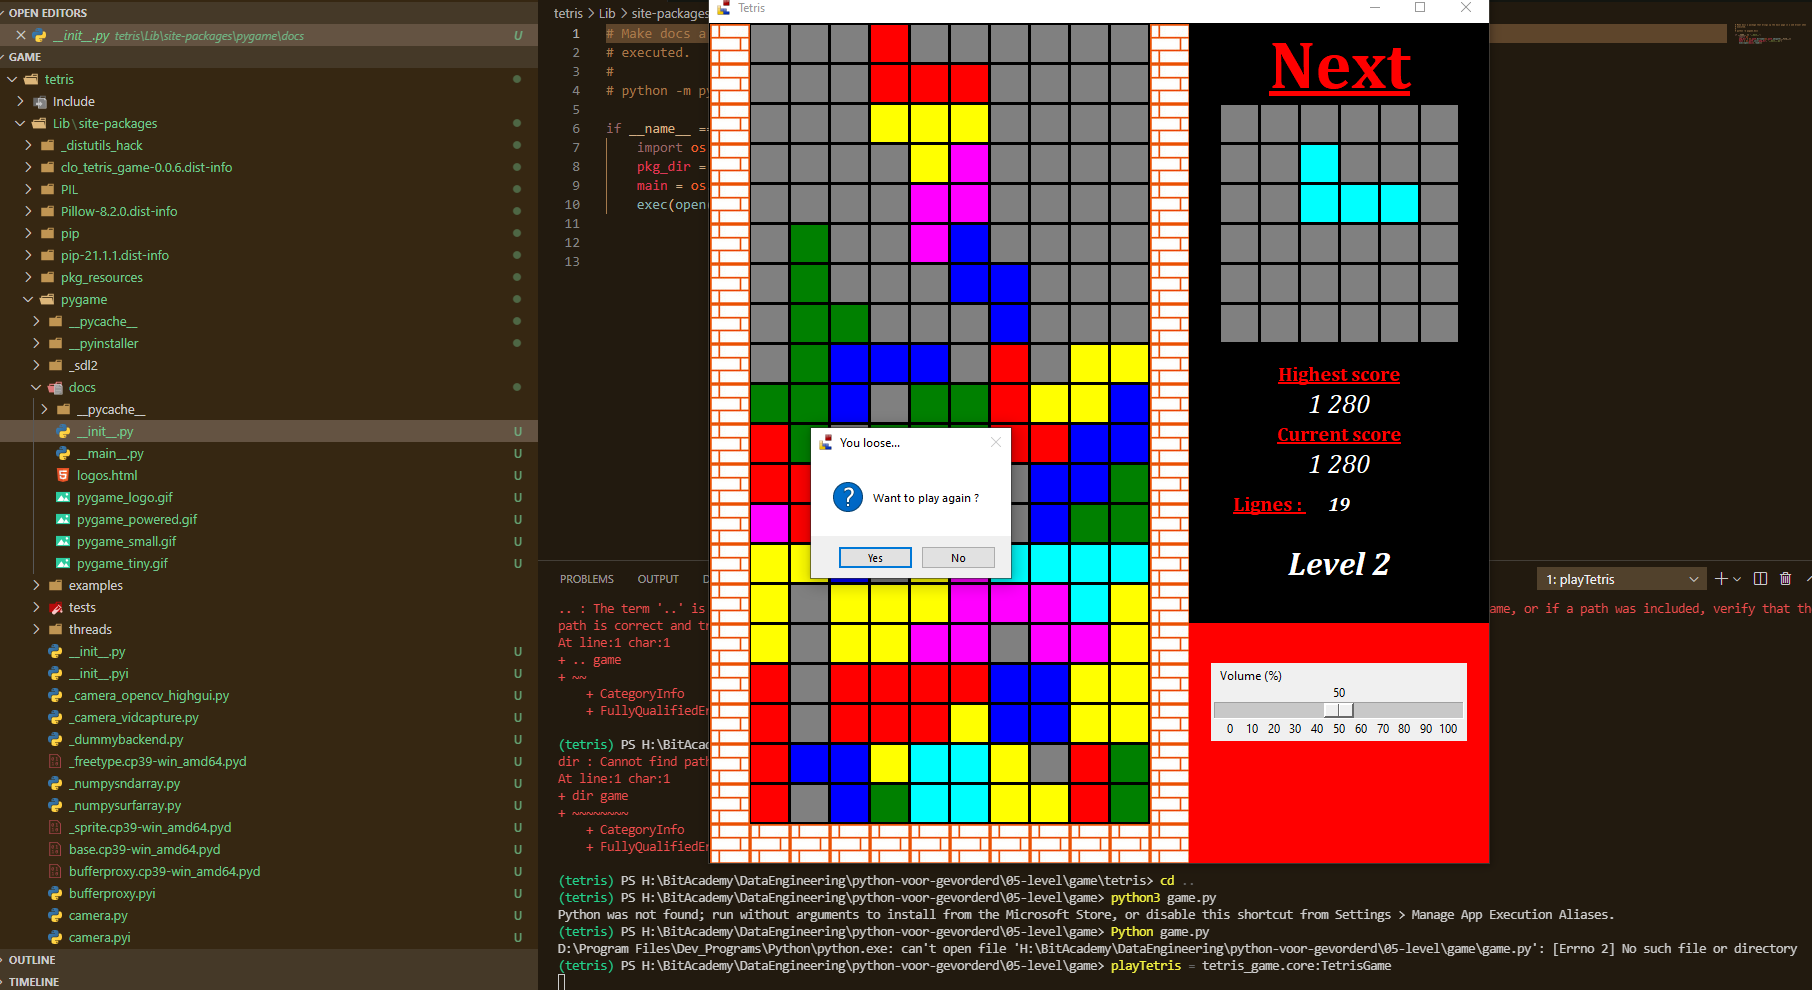 OPEN EDITORS
__init__.py tetris\Lib\site-packages\pygame\docs U
GAME
tetris
Include
Lib\site-packages
_distutils_hack
clo_tetris_game-0.0.6.dist-info
PIL
Pillow-8.2.0.dist-info
pip
pip-21.1.1.dist-info
pkg_resources
pygame
__pycache__
__pyinstaller
_sdl2
docs
__pycache__
__init__.py U
__main__.py U
logos.html U
pygame_logo.gif U
pygame_powered.gif U
pygame_small.gif U
pygame_tiny.gif U
examples
tests
threads
__init__.py U
__init__.pyi U
_camera_opencv_highgui.py U
_camera_vidcapture.py U
_dummybackend.py U
_freetype.cp39-win_amd64.pyd U
_numpysndarray.py U
_numpysurfarray.py U
_sprite.cp39-win_amd64.pyd U
base.cp39-win_amd64.pyd U
bufferproxy.cp39-win_amd64.pyd U
bufferproxy.pyi U
camera.py U
camera.pyi U
OUTLINE
TIMELINE
tetris > Lib > site-packages
1 # Make docs a
2 # executed.
3 #
4 # python -m py
5
6 if __name__ ==
7 import os
8 pkg_dir =
9 main = os
10 exec(open
11
12
13
Tetris
Next
Highest score
1 280
Current score
1 280
Lignes : 19
Level 2
Volume (%)
50
0 10 20 30 40 50 60 70 80 90 100
You loose...
Want to play again ?
Yes No
PROBLEMS OUTPUT D
1: playTetris
.. : The term '..' is ame, or if a path was included, verify that th
path is correct and tr
At line:1 char:1
+ .. game
+ ~~
+ CategoryInfo
+ FullyQualifiedEr
(tetris) PS H:\BitAca
dir : Cannot find path
At line:1 char:1
+ dir game
+ ~~~~~~~~
+ CategoryInfo
+ FullyQualifiedEr
(tetris) PS H:\BitAcademy\DataEngineering\python-voor-gevorderd\05-level\game\tetris> cd ..
(tetris) PS H:\BitAcademy\DataEngineering\python-voor-gevorderd\05-level\game> python3 game.py
Python was not found; run without arguments to install from the Microsoft Store, or disable this shortcut from Settings > Manage App Execution Aliases.
(tetris) PS H:\BitAcademy\DataEngineering\python-voor-gevorderd\05-level\game> Python game.py
D:\Program Files\Dev_Programs\Python\python.exe: can't open file 'H:\BitAcademy\DataEngineering\python-voor-gevorderd\05-level\game\game.py': [Errno 2] No such file or directory
(tetris) PS H:\BitAcademy\DataEngineering\python-voor-gevorderd\05-level\game> playTetris = tetris_game.core:TetrisGame